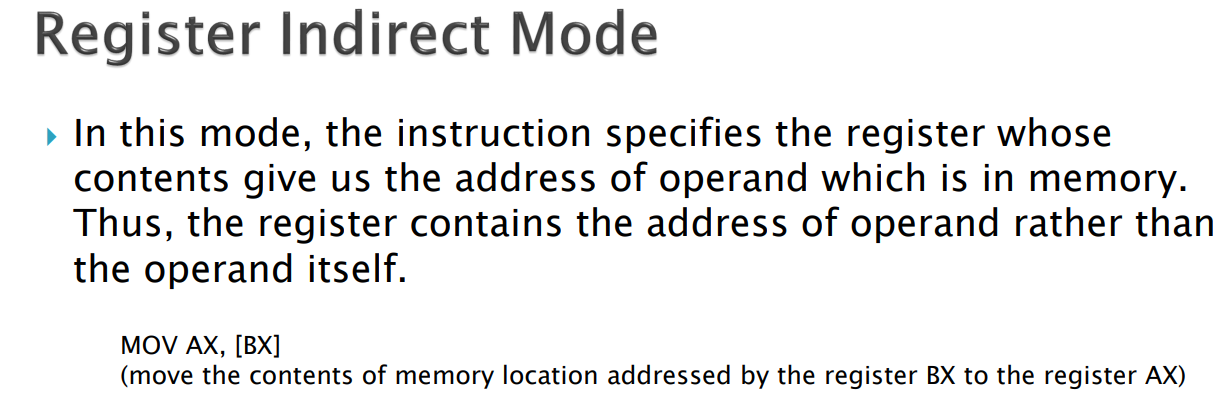 Register Indirect Mode
In this mode, the instruction specifies the register whose
contents give us the address of operand which is in memory.
Thus, the register contains the address of operand rather than
the operand itself.
MOV AX, [BX]
(move the contents of memory location addressed by the register BX to the register AX)